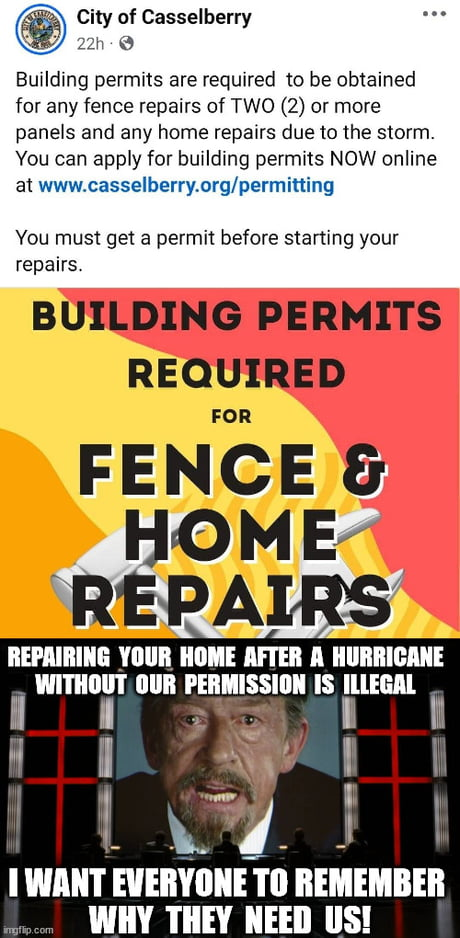 City of Casselberry
22h ·
Building permits are required to be obtained
for any fence repairs of TWO (2) or more
panels and any home repairs due to the storm.
You can apply for building permits NOW online
at www.casselberry.org/permitting
You must get a permit before starting your
repairs.
BUILDING PERMITS
REQUIRED
FOR
FENCE &
HOME
REPAIRS
REPAIRING YOUR HOME AFTER A HURRICANE
WITHOUT OUR PERMISSION IS ILLEGAL
I WANT EVERYONE TO REMEMBER
WHY THEY NEED US!
imgflip.com